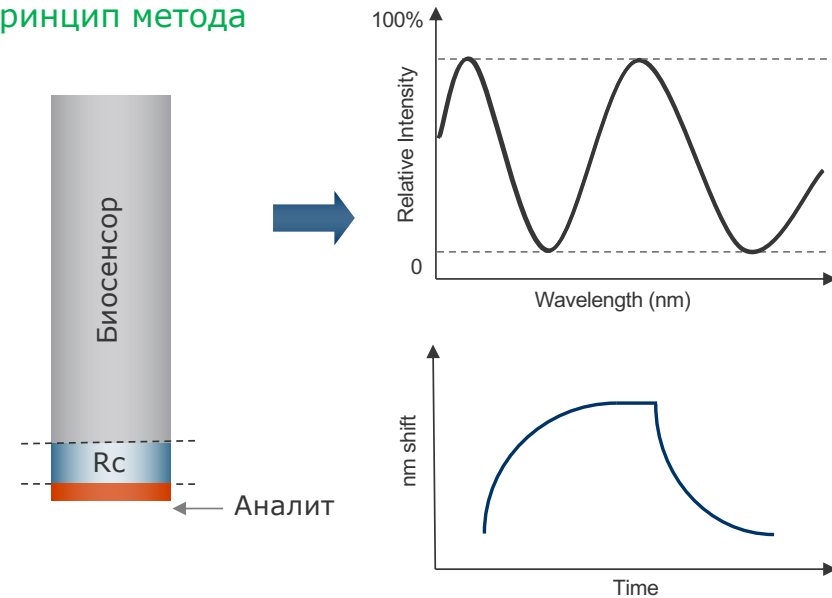 ринцип метода
100%
Relative Intensity
0
Wavelength (nm)
Биосенсор
Rc
Аналит
nm shift
Time